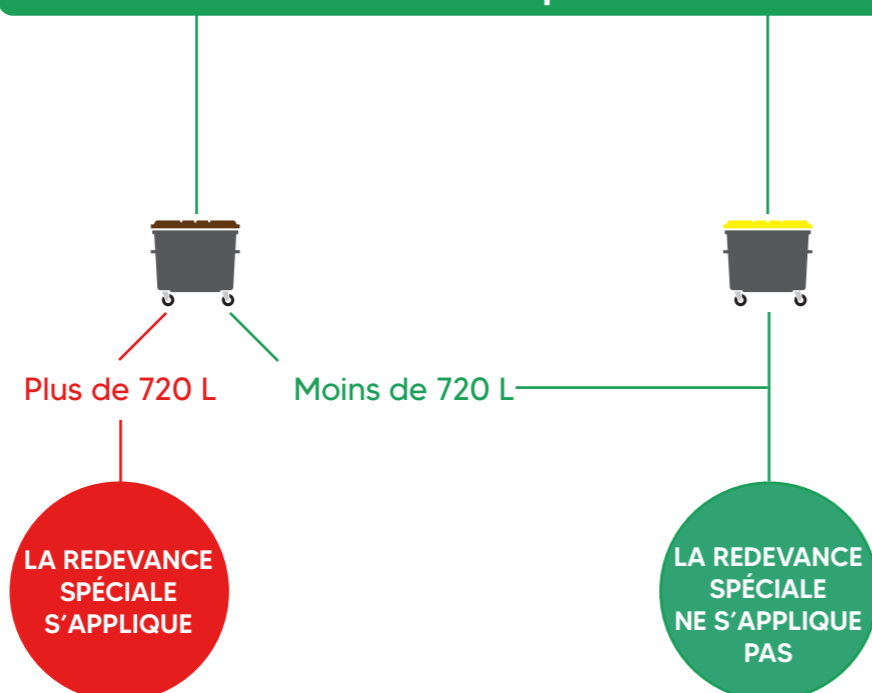 Plus de 720 L
Moins de 720 L
LA REDEVANCE
SPÉCIALE
S'APPLIQUE
LA REDEVANCE
SPÉCIALE
NE S'APPLIQUE
PAS